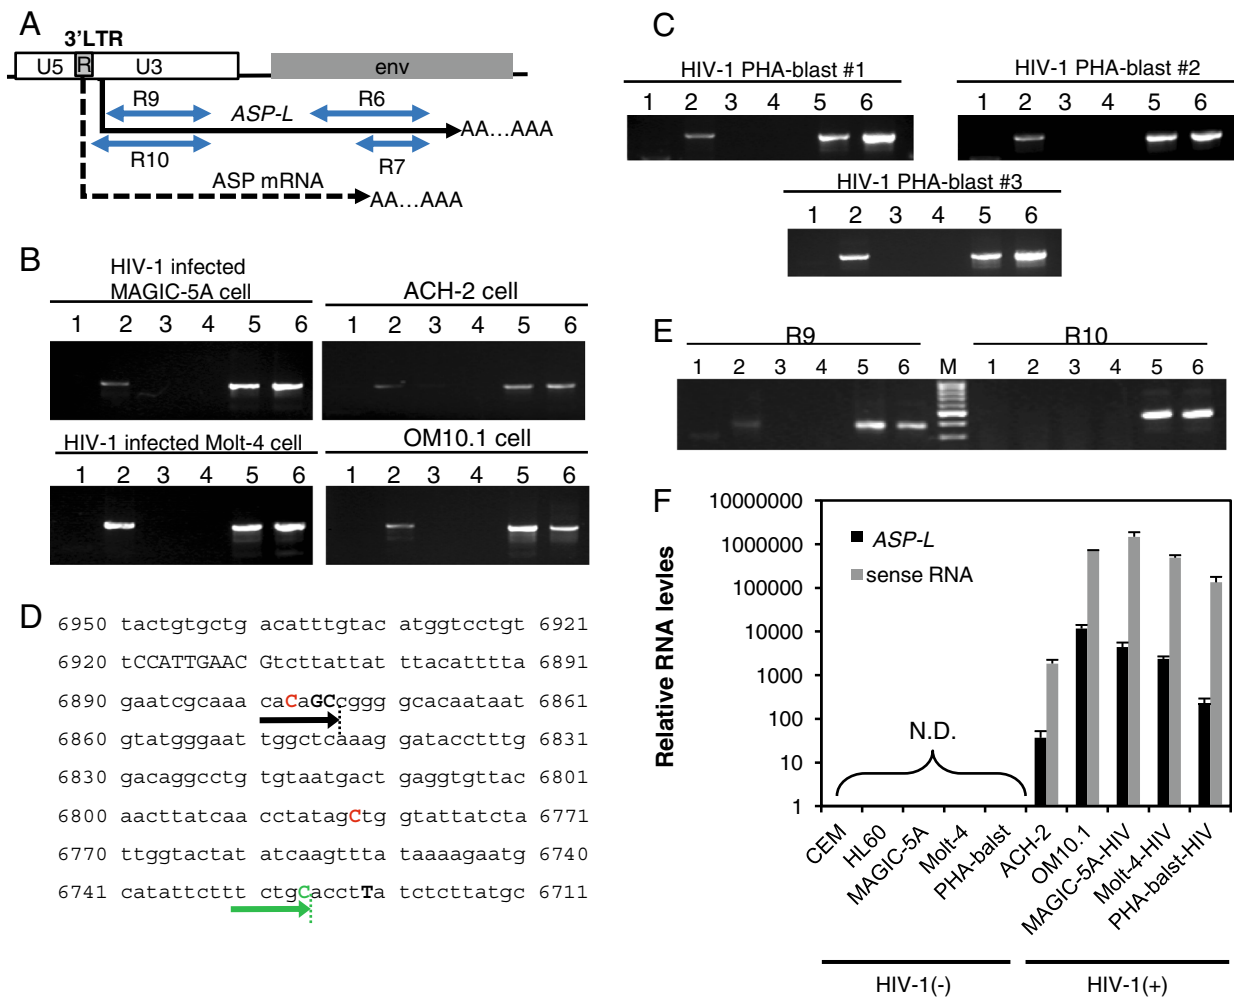 A
3'LTR
U5 R U3 env
R9 ASP-L R6
AA...AAA
R10 R7
ASP mRNA
AA...AAA
B
HIV-1 infected
MAGIC-5A cell
1 2 3 4 5 6
ACH-2 cell
1 2 3 4 5 6
HIV-1 infected Molt-4 cell
1 2 3 4 5 6
OM10.1 cell
1 2 3 4 5 6
C
HIV-1 PHA-blast #1
1 2 3 4 5 6
HIV-1 PHA-blast #2
1 2 3 4 5 6
HIV-1 PHA-blast #3
1 2 3 4 5 6
D
6950 tactgtgctg acatttgtac atggtcctgt 6921
6920 tCCATTGAAC Gtcttattat ttacatttta 6891
6890 gaatcgcaaa caCaGCcggg gcacaataat 6861
6860 gtatgggaat tggctcaaag gatacctttg 6831
6830 gacaggcctg tgtaatgact gaggtgttac 6801
6800 aacttatcaa cctatagCtg gtattatcta 6771
6770 ttggtactat atcaagttta taaaagaatg 6740
6741 catattcttt ctgCaccttTa tctcttatgc 6711
E
R9 R10
1 2 3 4 5 6 M 1 2 3 4 5 6
F
Relative RNA levles
10000000
1000000
100000
10000
1000
100
10
1
ASP-L
sense RNA
N.D.
CEM
HL60
MAGIC-5A
Molt-4
PHA-balst
ACH-2
OM10.1
MAGIC-5A-HIV
Molt-4-HIV
PHA-balst-HIV
HIV-1(-)
HIV-1(+)